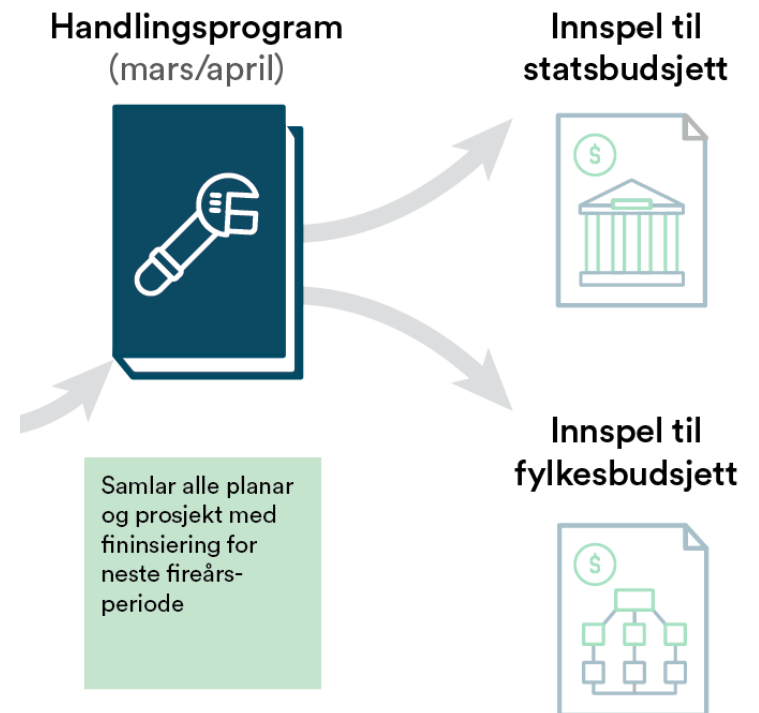 Handlingsprogram
(mars/april)
Samlar alle planar
og prosjekt med
fininsiering for
neste fireårs-
periode
Innspel til
statsbudsjett
$
Innspel til
fylkesbudsjett
$